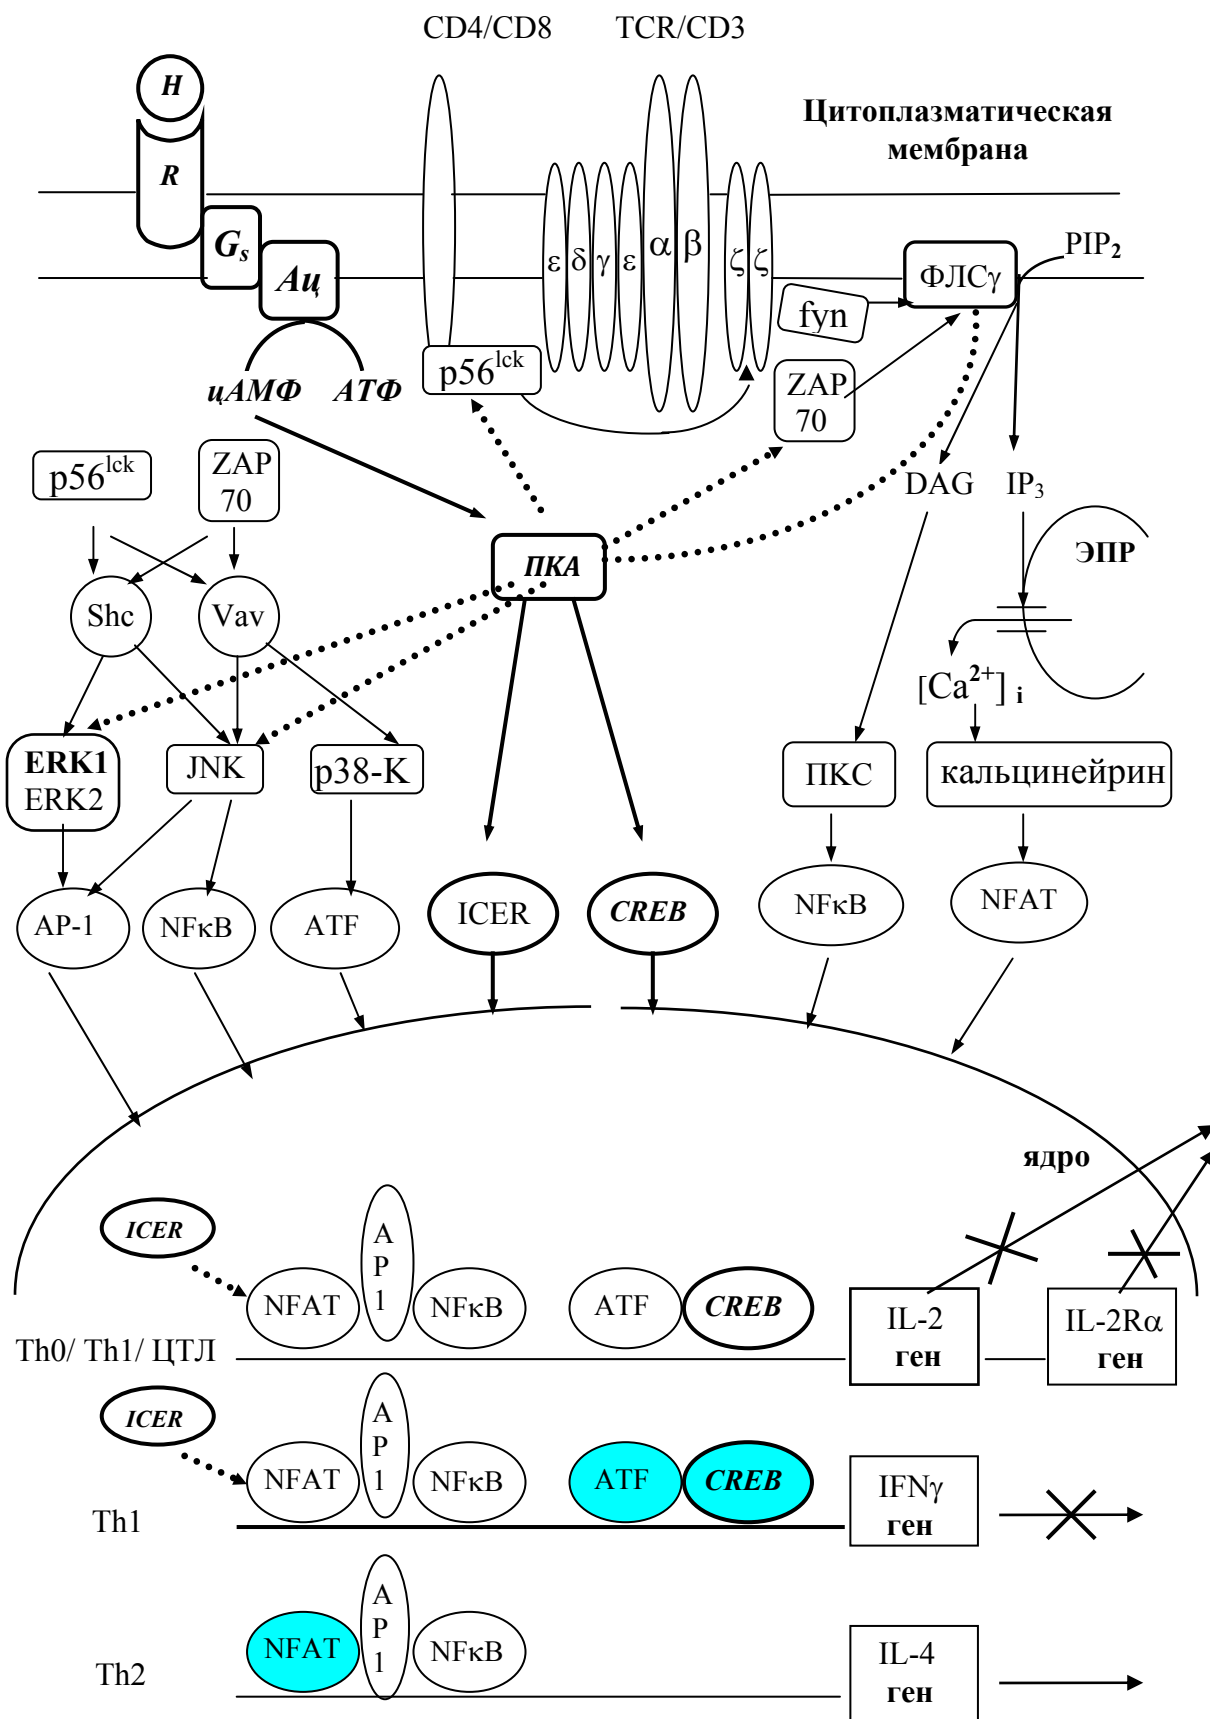 CD4/CD8 TCR/CD3
H
Цитоплазматическая
мембрана
R
Gs
Ац
ε δ γ ε α β ζ ζ
ФЛСγ
PIP2
fyn
p56lck
ZAP
70
цАМФ АТФ
p56lck
ZAP
70
DAG IP3
ПКА
ЭПР
Shc Vav
[Ca2+] i
ERK1
ERK2
JNK
p38-K
ПКС
кальцинейрин
AP-1
NFκB
ATF
ICER
CREB
NFκB
NFAT
ядро
ICER
A
P
1
NFAT
NFκB
ATF
CREB
IL-2
ген
IL-2Rα
ген
Th0/ Th1/ ЦТЛ
ICER
A
P
1
NFAT
NFκB
ATF
CREB
IFNγ
ген
Th1
A
P
1
NFAT
NFκB
IL-4
ген
Th2